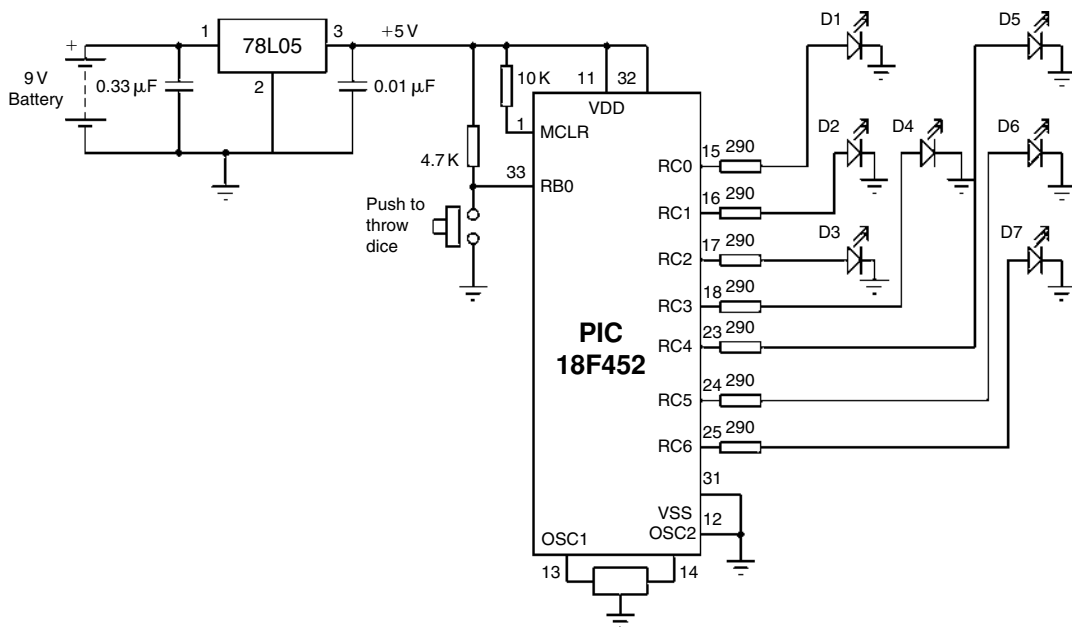 D1
D5
1
78L05
3
+5 V
+
9 V
Battery
0.33 µF
2
0.01 µF
10 K
11
32
VDD
1
MCLR
4.7 K
33
RB0
Push to
throw
dice
D2
D4
D6
15
290
RC0
16
290
RC1
17
290
RC2
D3
D7
18
290
RC3
23
290
RC4
PIC
18F452
24
290
RC5
25
290
RC6
31
VSS
12
OSC2
OSC1
13
14